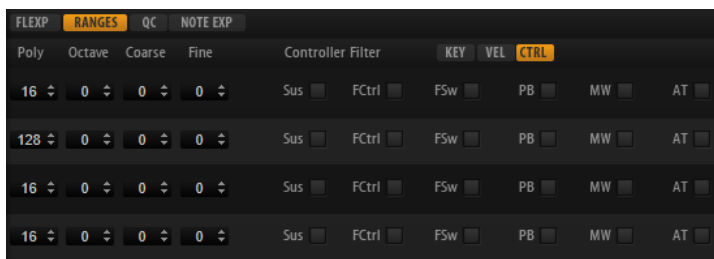 FLEXP RANGES QC NOTE EXP
Poly Octave Coarse Fine Controller Filter KEY VEL CTRL
16 0 0 0 Sus FCtrl FSw PB MW AT
128 0 0 0 Sus FCtrl FSw PB MW AT
16 0 0 0 Sus FCtrl FSw PB MW AT
16 0 0 0 Sus FCtrl FSw PB MW AT